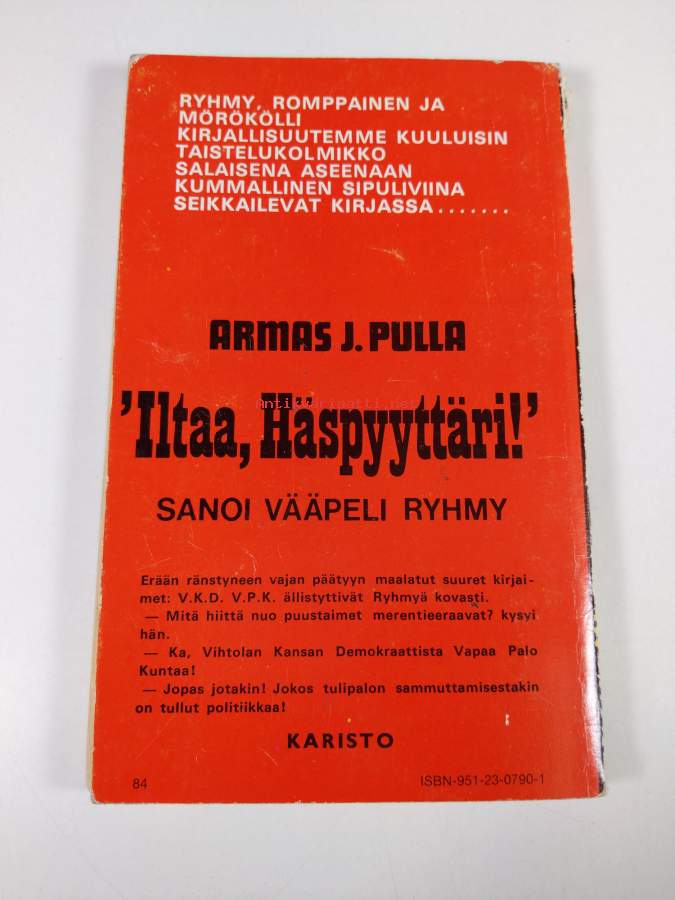 RYHMY, ROMPPAINEN JA
MÖRÖKÖLLI
KIRJALLISUUTEMME KUULUISIN
TAISTELUKOLMIKKO
SALAISENA ASEENAAN
KUMMALLINEN SIPULIVIINA
SEIKKAILEVAT KIRJASSA.......
ARMAS J. PULLA
Antikvariaatti.net
'Iltaa, Häspyyttäri!'
SANOI VÄÄPELI RYHMY
Erään ränstyneen vajan päätyyn maalatut suuret kirjai-
met: V.K.D. V.P.K. ällistyttivät Ryhmyä kovasti.
— Mitä hiittä nuo puustaimet merentieeraavat? kysyi
hän.
— Ka, Vihtolan Kansan Demokraattista Vapaa Palo
Kuntaa!
— Jopas jotakin! Jokos tulipalon sammuttamisestakin
on tullut politiikkaa!
KARISTO
84
ISBN-951-23-0790-1